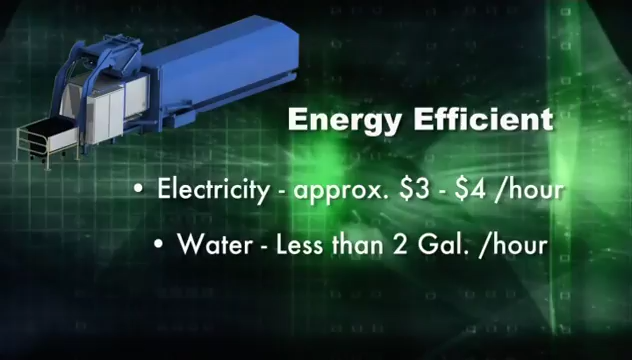 Energy Efficient
• Electricity - approx. $3 - $4 /hour
• Water - Less than 2 Gal. /hour